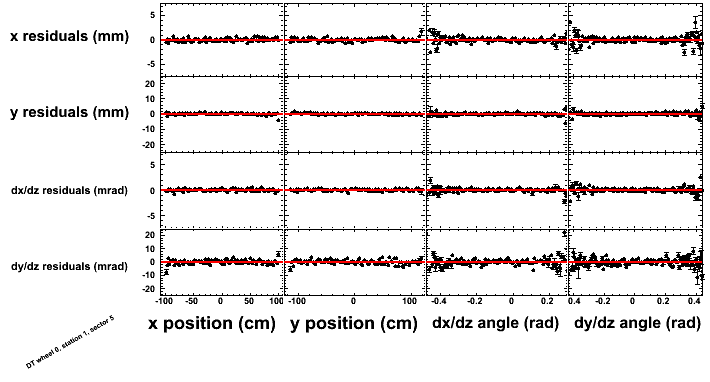 x residuals (mm)
5
0
-5
y residuals (mm)
20
10
0
-10
-20
dx/dz residuals (mrad)
5
0
-5
dy/dz residuals (mrad)
20
10
0
-10
-20
-100 -50 0 50 100 -100 0 100 -0.4 -0.2 0 0.2 0.4 -0.2 0 0.2 0.4
x position (cm) y position (cm) dx/dz angle (rad) dy/dz angle (rad)
DT wheel 0, station 1, sector 5